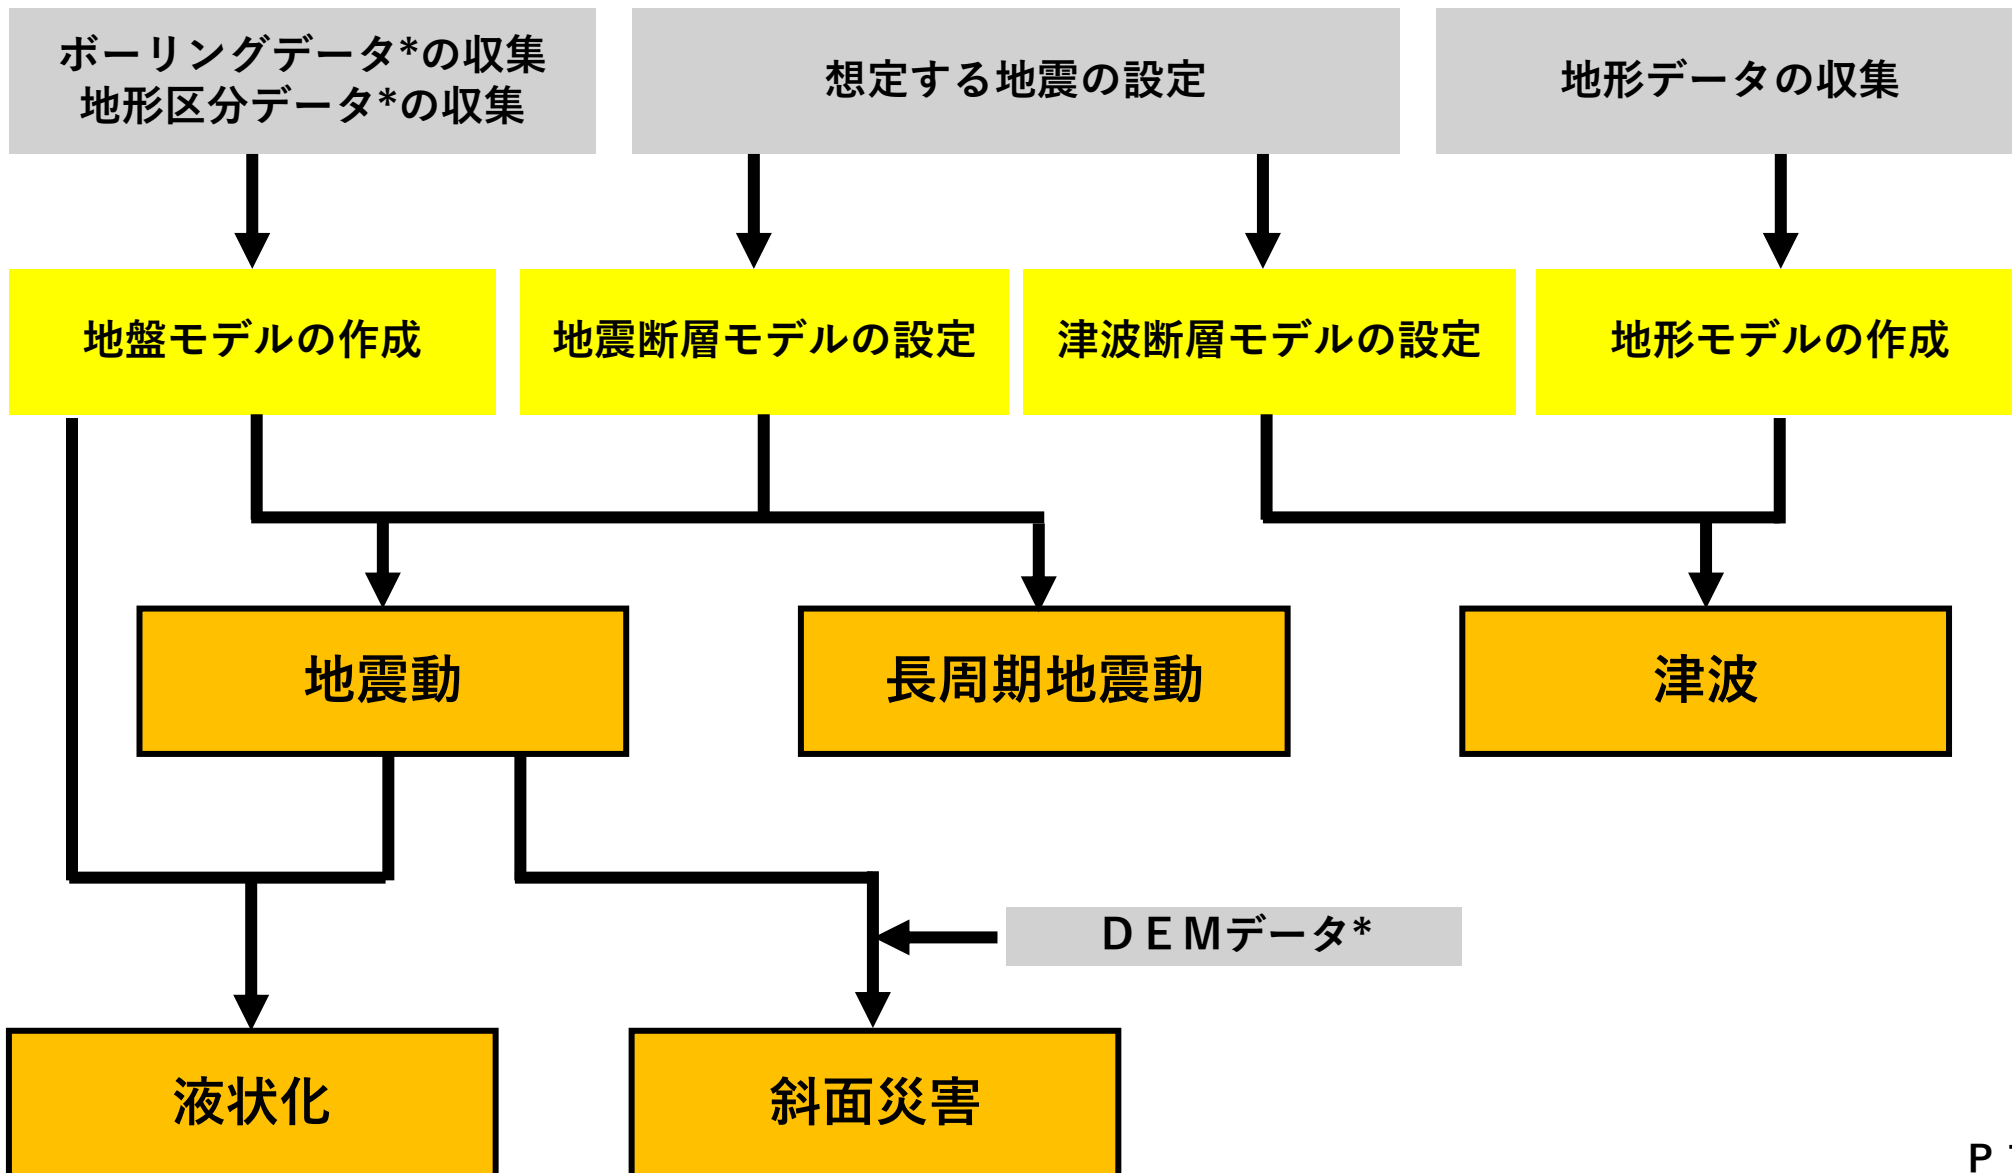 ボーリングデータ*の収集
地形区分データ*の収集
想定する地震の設定
地形データの収集
地盤モデルの作成
地震断層モデルの設定
津波断層モデルの設定
地形モデルの作成
地震動
長周期地震動
津波
ＤＥＭデータ*
液状化
斜面災害
Ｐ